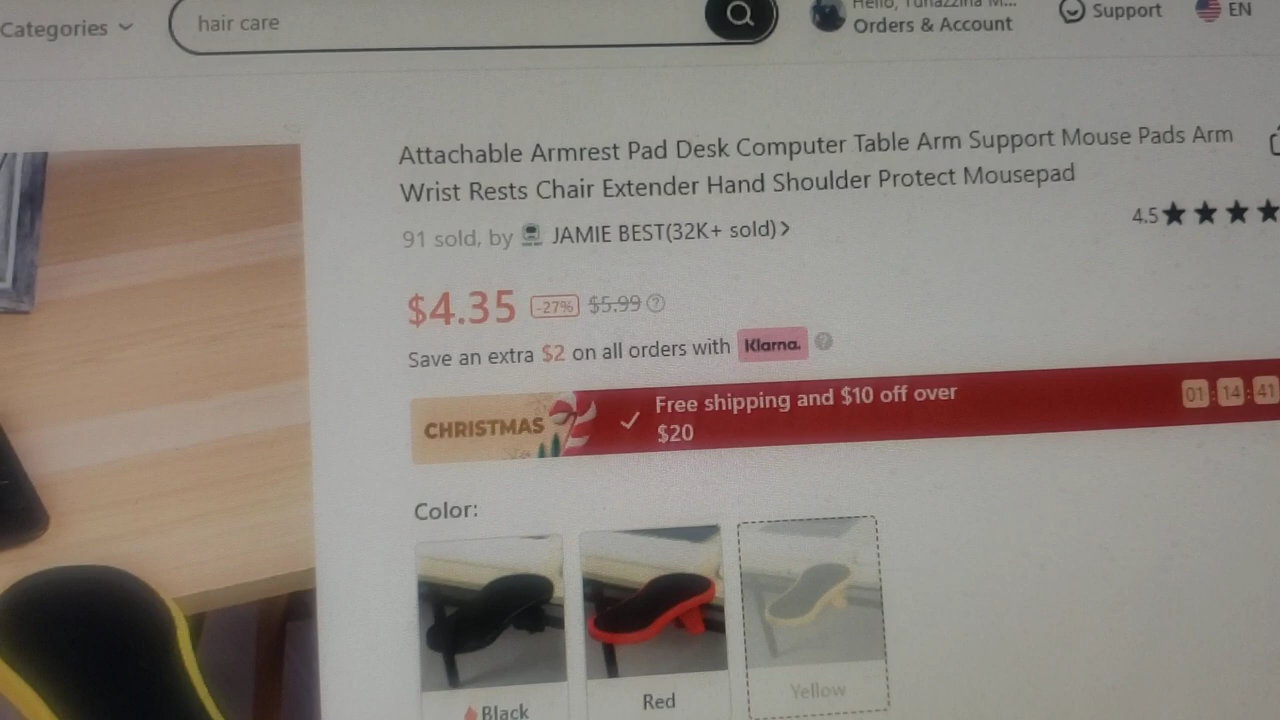 Categories
hair care
Hello,
Orders & Account
Support
EN
Attachable Armrest Pad Desk Computer Table Arm Support Mouse Pads Arm
Wrist Rests Chair Extender Hand Shoulder Protect Mousepad
4.5
91 sold, by JAMIE BEST(32K+ sold)
$4.35 -27% $5.99 ?
Save an extra $2 on all orders with Klarna. ?
CHRISTMAS
Free shipping and $10 off over
$20
01:14:41
Color:
Black
Red
Yellow